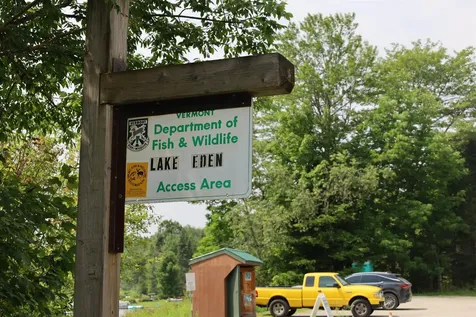 VERMONT
Department of
Fish & Wildlife
LAKE EDEN
Access Area